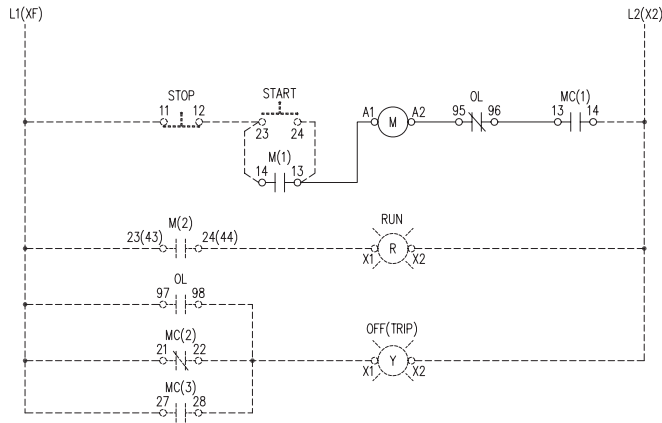 L1(XF) L2(X2)
STOP START OL MC(1)
11 12 23 24 A1 M A2 95 96 13 14
M(1)
14 13
M(2) RUN
23(43) 24(44) X1 R X2
OL
97 98
MC(2) OFF(TRIP)
21 22 X1 Y X2
MC(3)
27 28